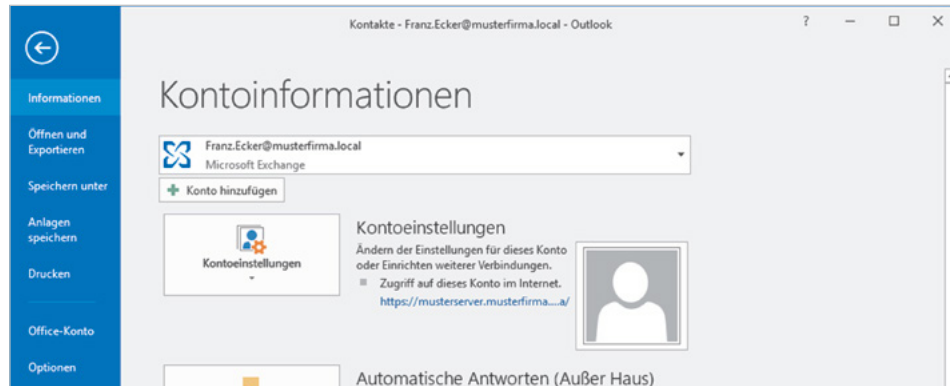 Kontakte - Franz.Ecker@musterfirma.local - Outlook
?
Informationen
Öffnen und
Exportieren
Speichern unter
Anlagen
speichern
Drucken
Office-Konto
Optionen
Kontoinformationen
Franz.Ecker@musterfirma.local
Microsoft Exchange
Konto hinzufügen
Kontoeinstellungen
Kontoeinstellungen
Ändern der Einstellungen für dieses Konto
oder Einrichten weiterer Verbindungen.
Zugriff auf dieses Konto im Internet.
https://musterserver.musterfirma....a/
Automatische Antworten (Außer Haus)